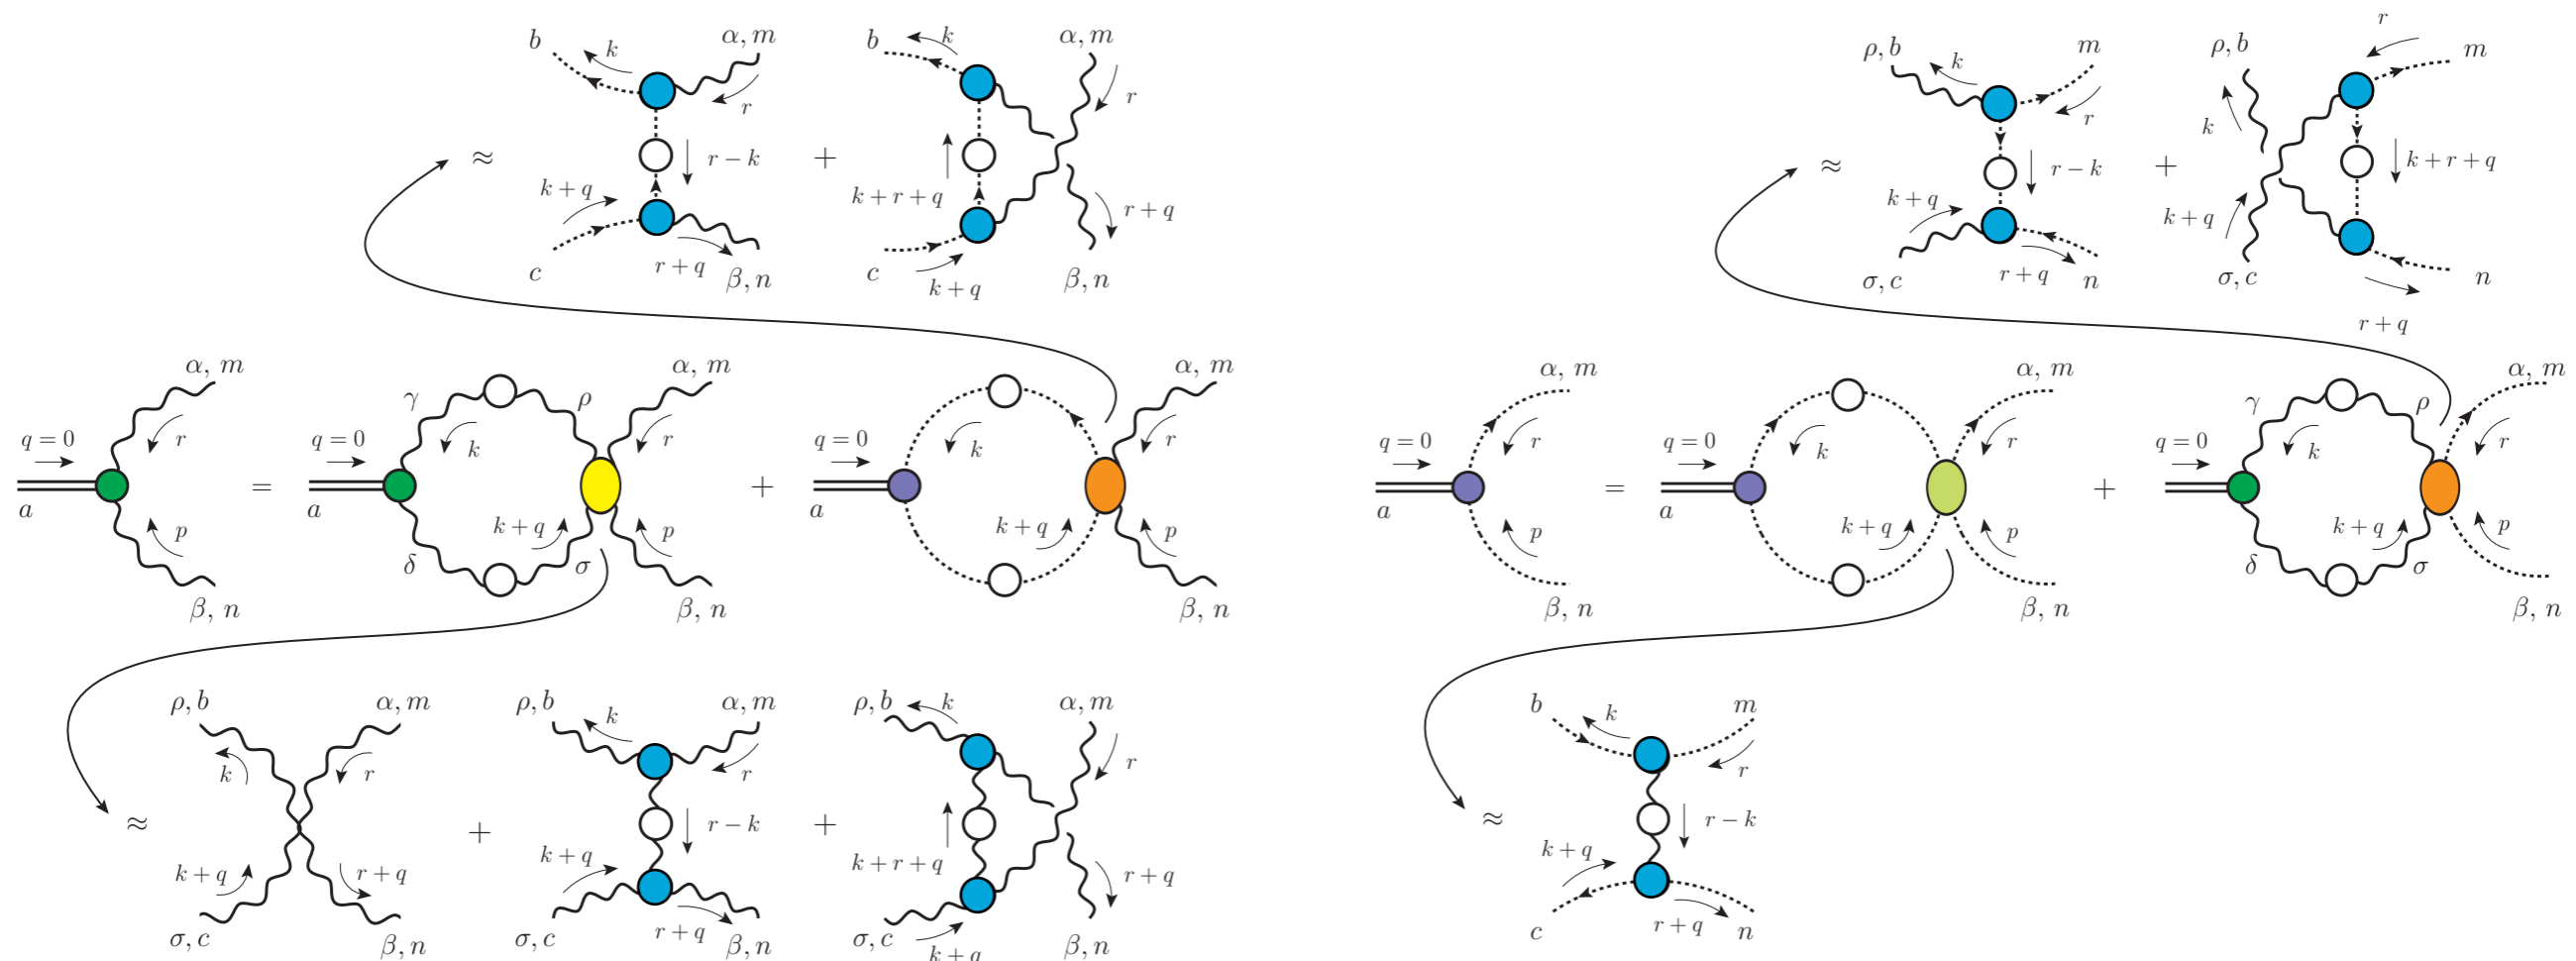 b k α, m r r − k k+q r+q c β, n
≈
+
b k α, m r k+r+q r+q c k+q β, n
ρ, b k m r r − k k+q r+q σ, c n
≈
+
ρ, b r m k k+r+q k+q σ, c n r+q
q = 0 a α, m r p β, n
=
q = 0 a γ ρ k α, m r k+q δ σ p β, n
+
q = 0 a k α, m r k+q p β, n
q = 0 a α, m r p β, n
=
q = 0 a k α, m r k+q p β, n
+
q = 0 a γ ρ k α, m r k+q δ σ p β, n
≈
ρ, b α, m k r k+q r+q σ, c β, n
+
ρ, b k α, m r r − k k+q r+q σ, c β, n
+
ρ, b k α, m r k+r+q r+q σ, c k+q β, n
≈
b k m r r − k k+q r+q c n